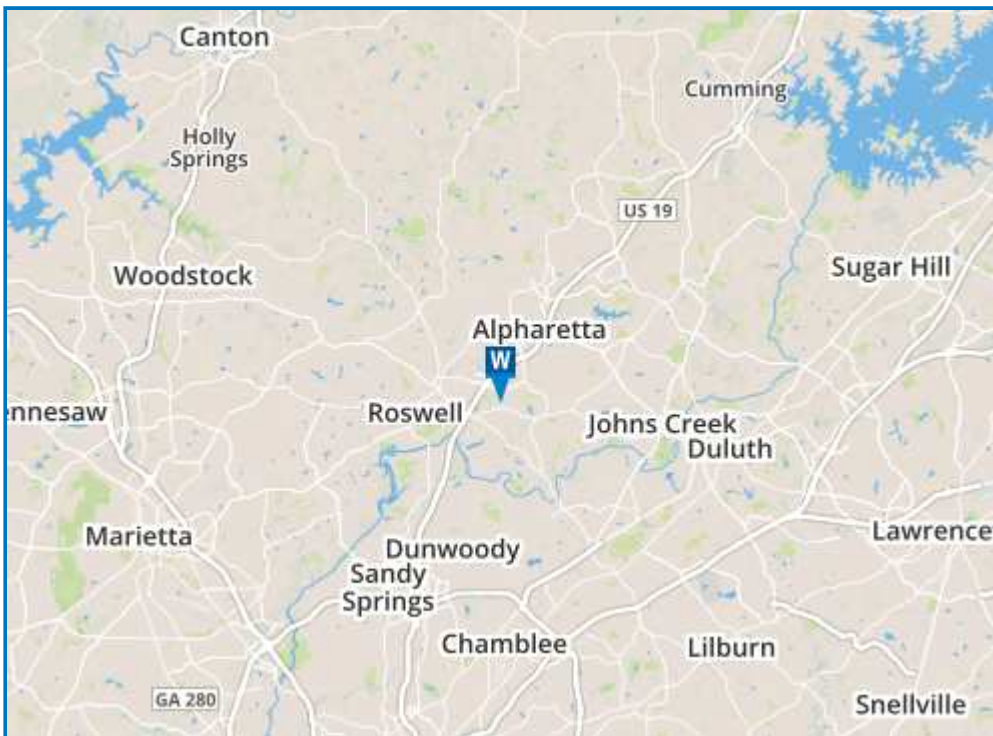 Canton
Cumming
Holly
Springs
US 19
Woodstock
Sugar Hill
Alpharetta
W
ennesaw
Roswell
Johns Creek
Duluth
Marietta
Lawrence
Dunwoody
Sandy
Springs
Chamblee
Lilburn
GA 280
Snellville